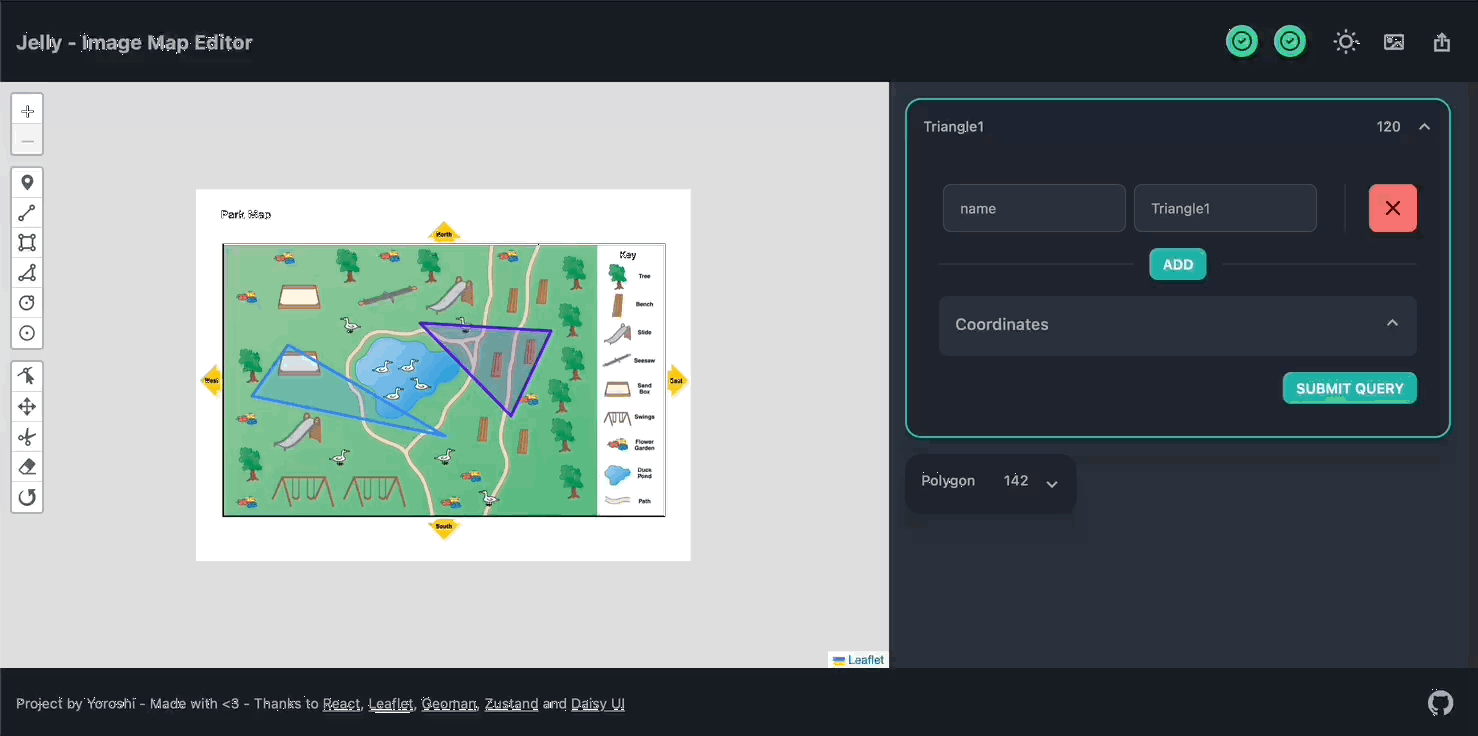 Jelly - Image Map Editor
Triangle1 120
name Triangle1
ADD
Coordinates
SUBMIT QUERY
Polygon 142
Park Map
North
Key
Tree
Bench
Slide
Seesaw
Sand
Box
Swings
Flower
Garden
Duck
Pond
Path
West
East
South
Leaflet
Project by Yoroshi - Made with <3 - Thanks to React, Leaflet, Geoman, Zustand and Daisy UI